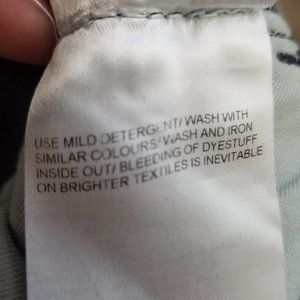 USE MILD DETERGENT/ WASH WITH
SIMILAR COLOURS/ WASH AND IRON
INSIDE OUT/ BLEEDING OF DYESTUFF
ON BRIGHTER TEXTILES IS INEVITABLE